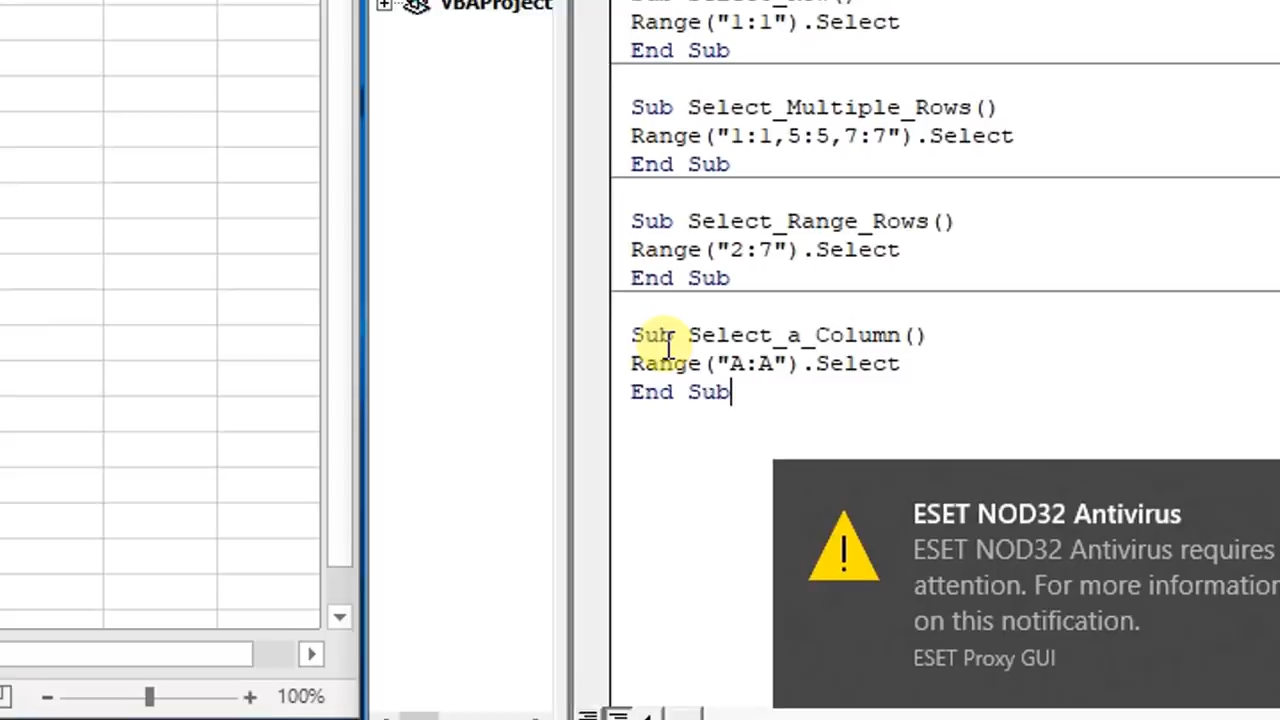 VBAProject
Range("1:1").Select
End Sub
Sub Select_Multiple_Rows()
Range("1:1,5:5,7:7").Select
End Sub
Sub Select_Range_Rows()
Range("2:7").Select
End Sub
Sub Select_a_Column()
Range("A:A").Select
End Sub
ESET NOD32 Antivirus
ESET NOD32 Antivirus requires
attention. For more information
on this notification.
ESET Proxy GUI
100%